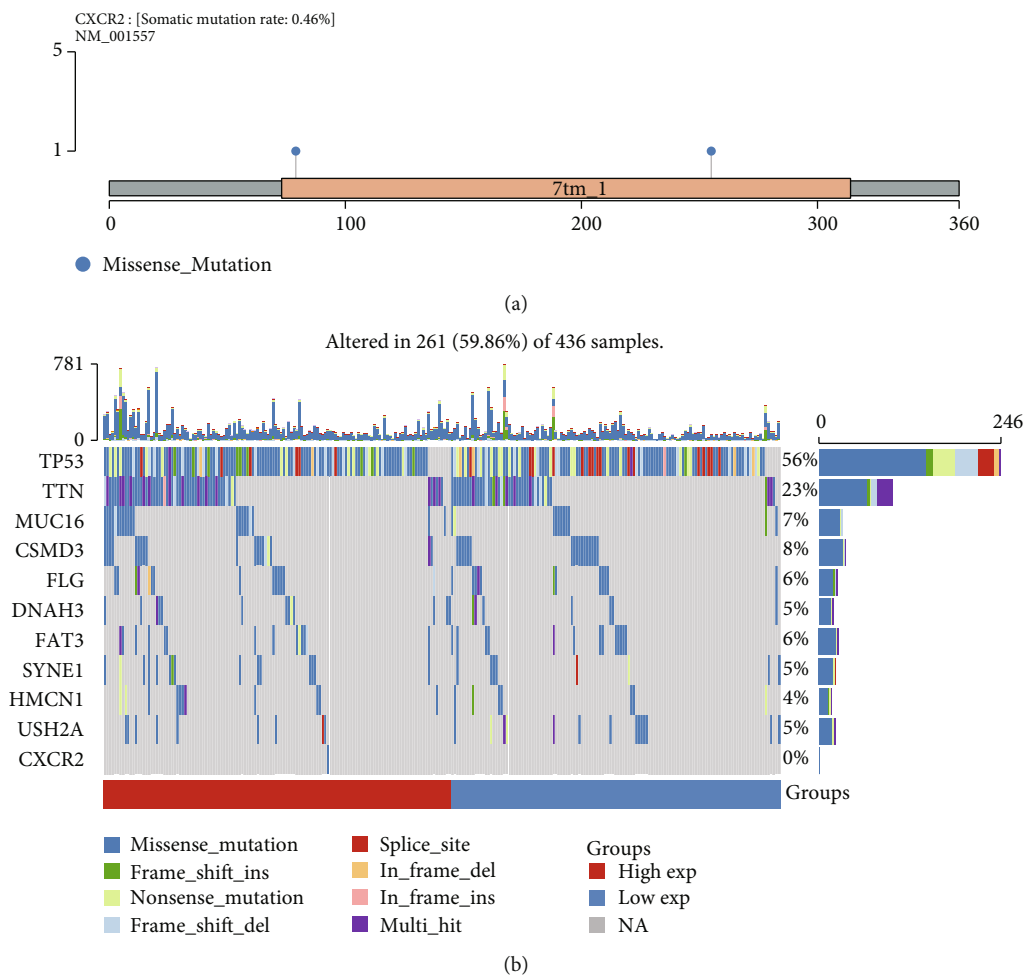 CXCR2 : [Somatic mutation rate: 0.46%]
NM_001557
5
1
7tm_1
0 100 200 300 360
Missense_Mutation
(a)
Altered in 261 (59.86%) of 436 samples.
781
0
0 246
TP53 56%
TTN 23%
MUC16 7%
CSMD3 8%
FLG 6%
DNAH3 5%
FAT3 6%
SYNE1 5%
HMCN1 4%
USH2A 5%
CXCR2 0%
Groups
Missense_mutation
Frame_shift_ins
Nonsense_mutation
Frame_shift_del
Splice_site
In_frame_del
In_frame_ins
Multi_hit
Groups
High exp
Low exp
NA
(b)